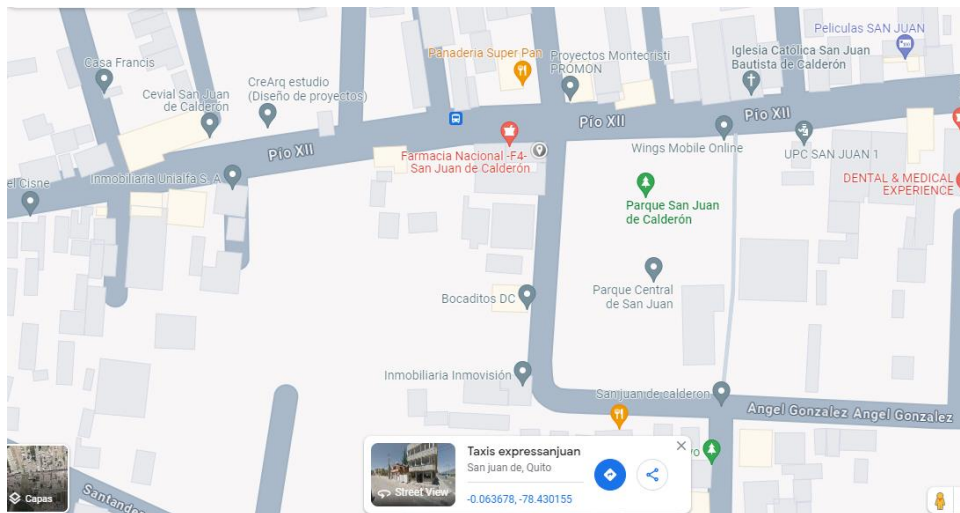 Peliculas SAN JUAN
Panaderia Super Pan
Proyectos Montecristi
PROMON
Iglesia Católica San Juan
Bautista de Calderón
Casa Francis
CreArq estudio
(Diseño de proyectos)
Cevial San Juan
de Calderón
Pío XII
Pío XII
Pío XII
Farmacia Nacional -F4-
San Juan de Calderón
Wings Mobile Online
UPC SAN JUAN 1
el Cisne
Inmobiliaria Unialfa S. A
DENTAL & MEDICAL
EXPERIENCE
Parque San Juan
de Calderón
Parque Central
de San Juan
Bocaditos DC
Inmobiliaria Inmovisión
San juan de calderon
Angel Gonzalez Angel Gonzalez
Taxis expressanjuan
San juan de, Quito
-0.063678, -78.430155
Street View
Capas
Santander